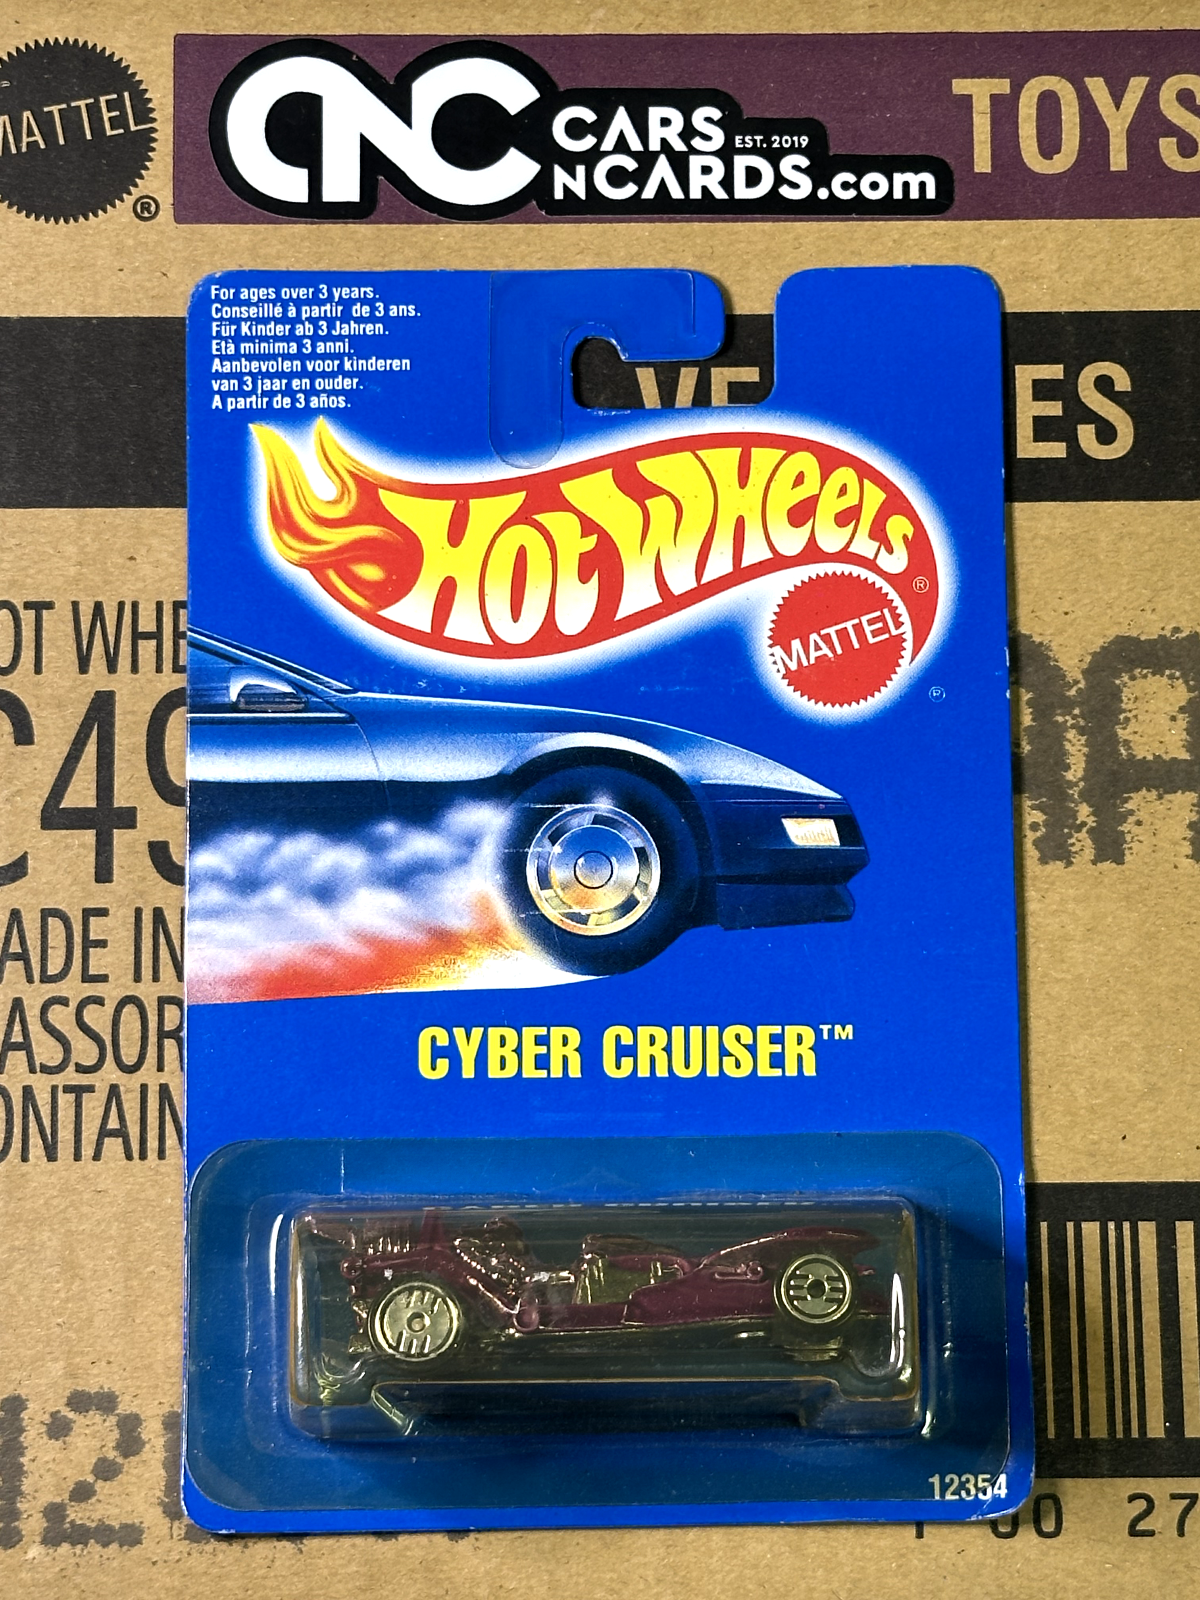 MATTEL
®
CNC
CARS
EST. 2019
NCARDS.com
TOYS
For ages over 3 years.
Conseillé à partir de 3 ans.
Für Kinder ab 3 Jahren.
Età minima 3 anni.
Aanbevolen voor kinderen
van 3 jaar en ouder.
A partir de 3 años.
HOT WHEELS
®
MATTEL
®
OT WHE
C49
ADE IN
ASSOR
ONTAIN
CYBER CRUISER™
12354
00 27